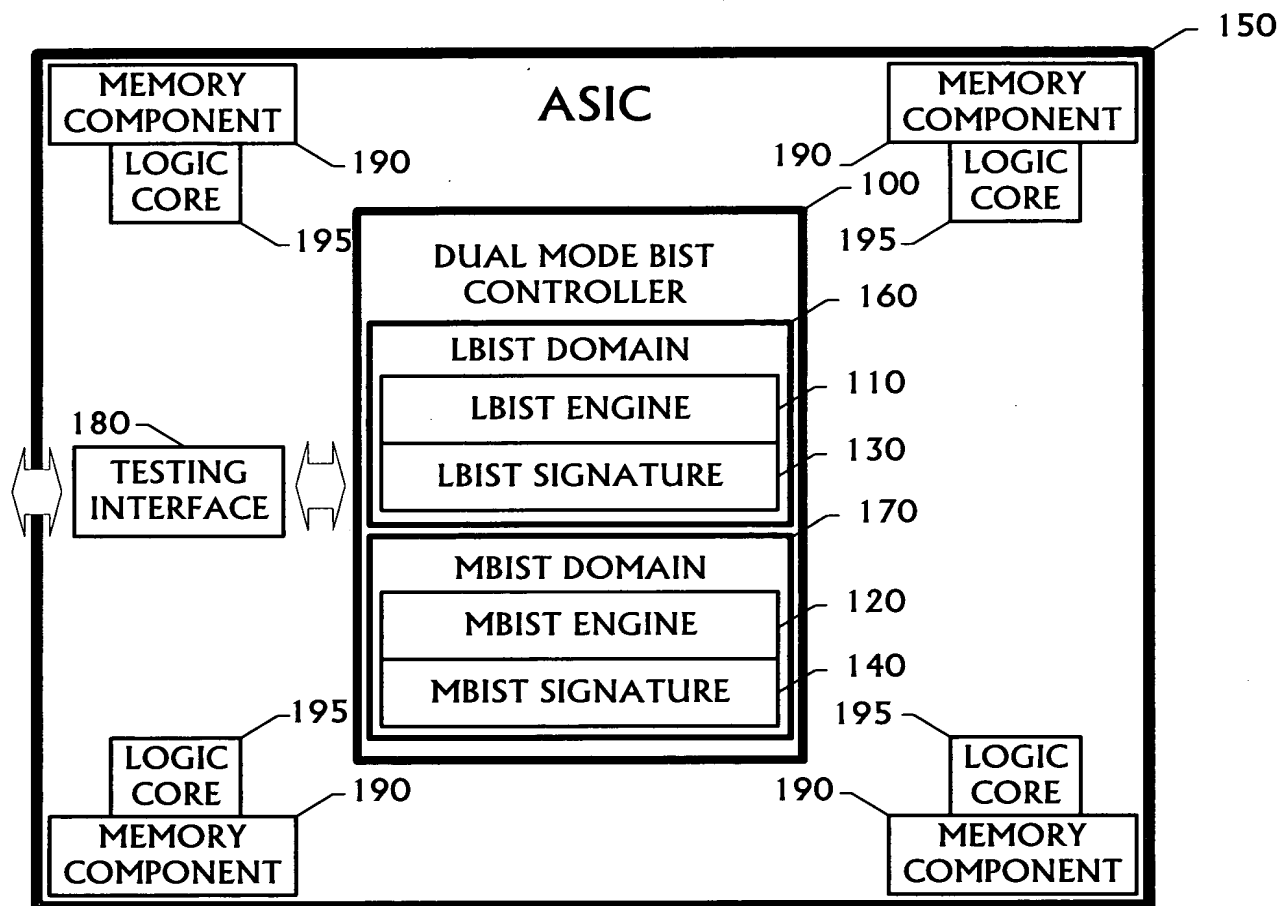 150
MEMORY
COMPONENT
190
LOGIC
CORE
195
ASIC
MEMORY
COMPONENT
190
LOGIC
CORE
195
100
DUAL MODE BIST
CONTROLLER
160
LBIST DOMAIN
LBIST ENGINE
110
LBIST SIGNATURE
130
180
TESTING
INTERFACE
170
MBIST DOMAIN
MBIST ENGINE
120
MBIST SIGNATURE
140
195
LOGIC
CORE
190
MEMORY
COMPONENT
195
LOGIC
CORE
190
MEMORY
COMPONENT